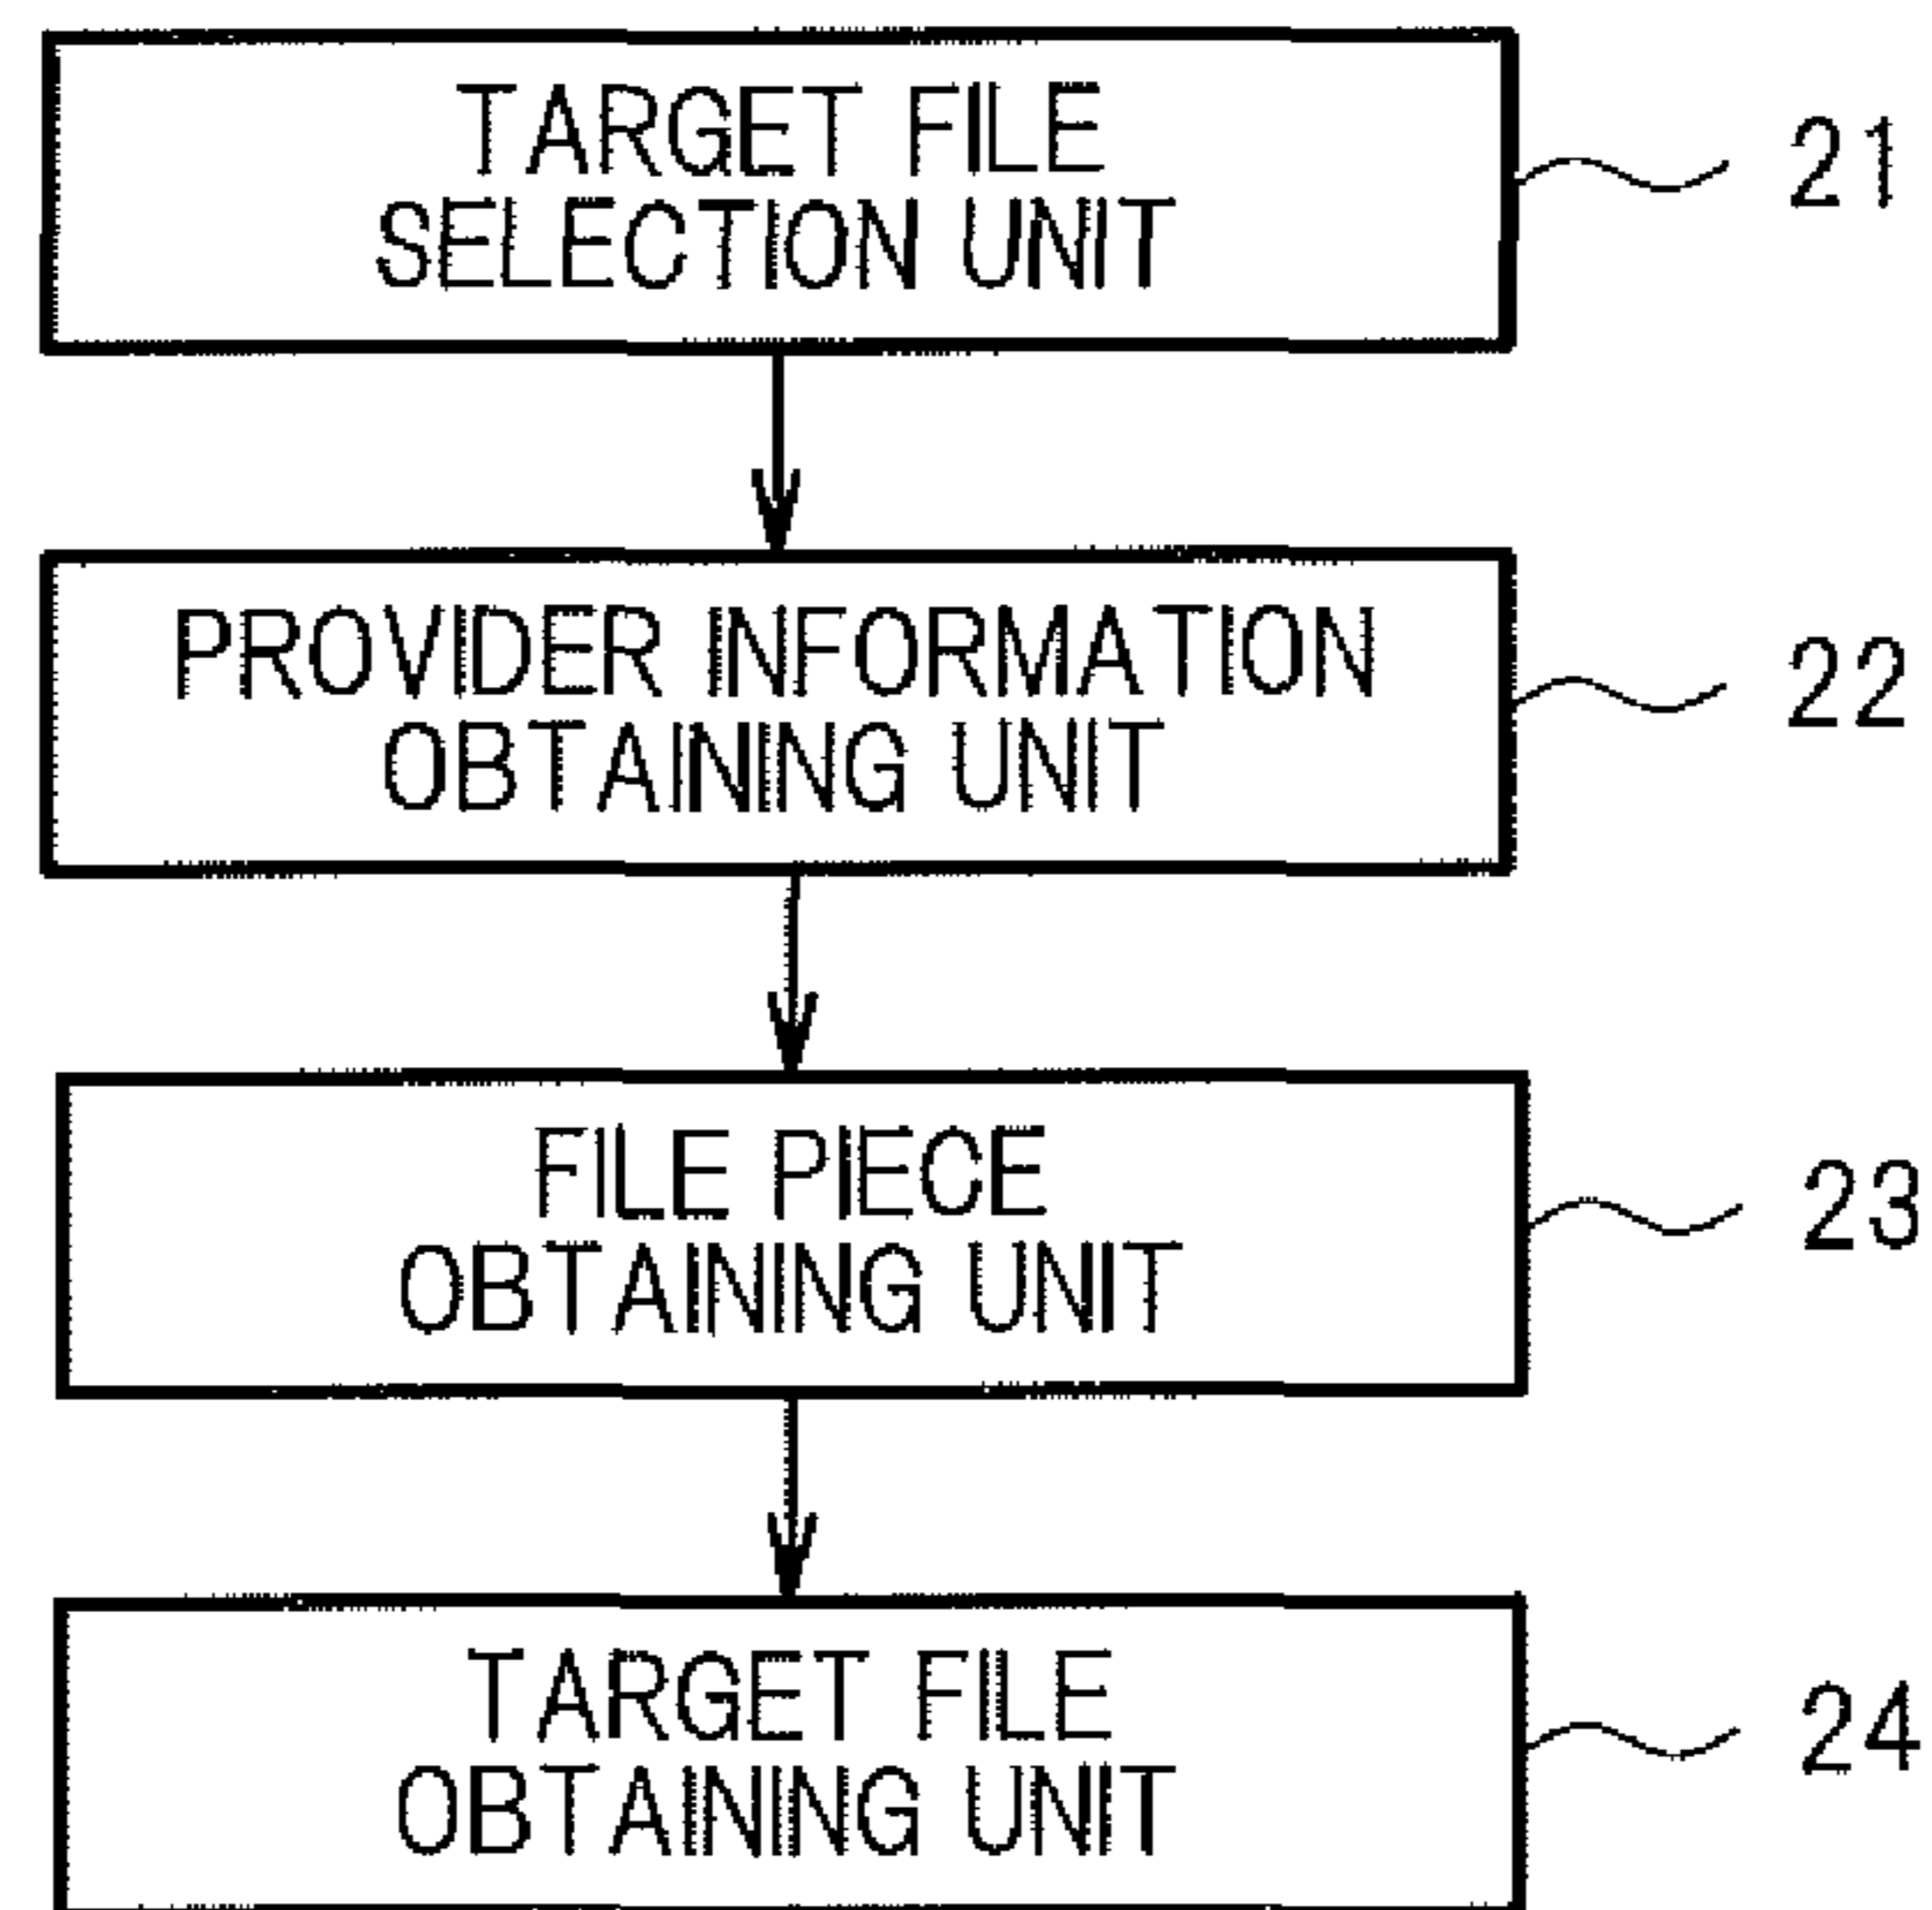 TARGET FILE
SELECTION UNIT
21
PROVIDER INFORMATION
OBTAINING UNIT
22
FILE PIECE
OBTAINING UNIT
23
TARGET FILE
OBTAINING UNIT
24